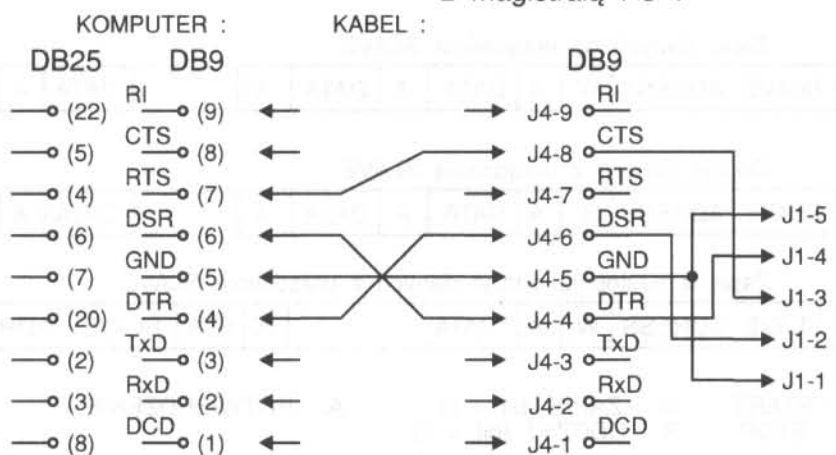 KOMPUTER : KABEL :
DB25 DB9 DB9
(22) RI (9) J4-9 RI
(5) CTS (8) J4-8 CTS
(4) RTS (7) J4-7 RTS
(6) DSR (6) J4-6 DSR J1-5
(7) GND (5) J4-5 GND J1-4
(20) DTR (4) J4-4 DTR J1-3
(2) TxD (3) J4-3 TxD J1-2
(3) RxD (2) J4-2 RxD J1-1
(8) DCD (1) J4-1 DCD